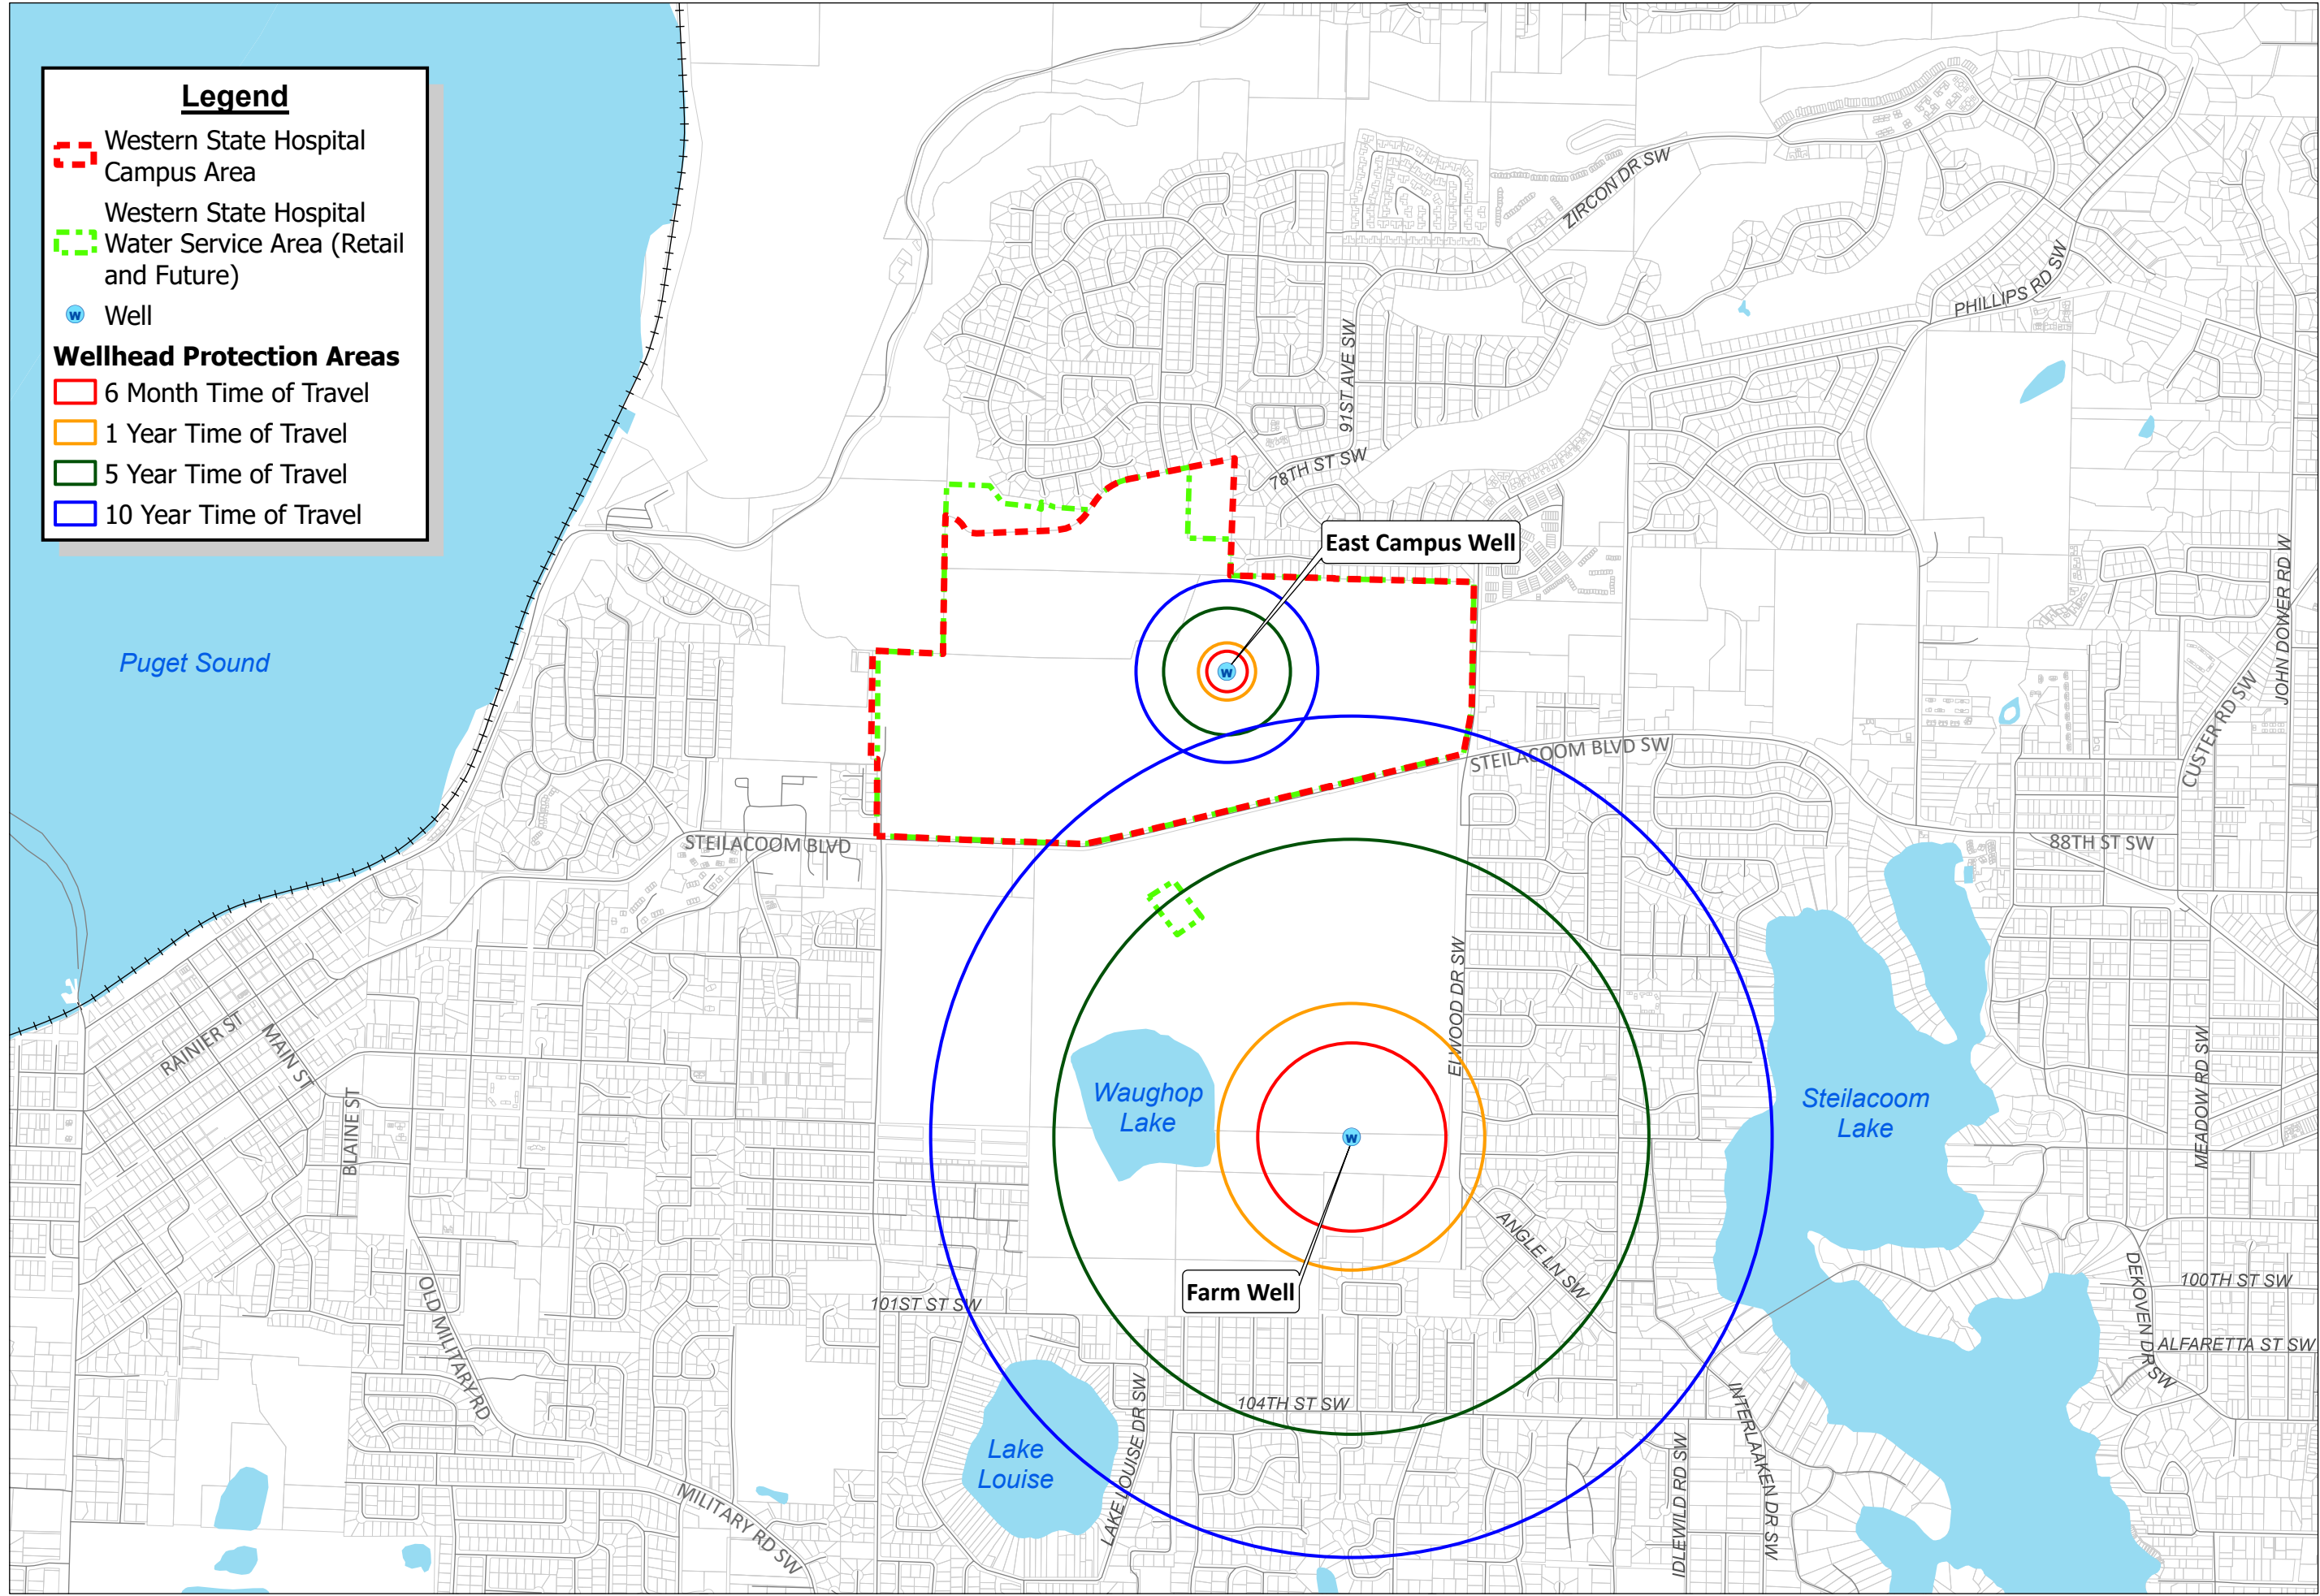 Legend
Western State Hospital
Campus Area
Western State Hospital
Water Service Area (Retail
and Future)
w
Well
Wellhead Protection Areas
6 Month Time of Travel
1 Year Time of Travel
5 Year Time of Travel
10 Year Time of Travel
ZIRCON DR SW
PHILLIPS RD SW
91ST AVE SW
78TH ST SW
East Campus Well
w
JOHN DOWER RD W
Puget Sound
CUSTER RD SW
STEILACOOM BLVD SW
STEILACOOM BLVD
88TH ST SW
ELWOOD DR SW
RAINIER ST
MAIN ST
BLAINE ST
Waughop
Lake
w
Steilacoom
Lake
MEADOW RD SW
ANGLE LN SW
Farm Well
101ST ST SW
OLD MILITARY RD
DEKOVEN DR SW
100TH ST SW
ALFARETTA ST SW
104TH ST SW
LAKE LOUISE DR SW
Lake
Louise
INTERLAAKEN DR SW
IDLEWILD RD SW
MILITARY RD SW